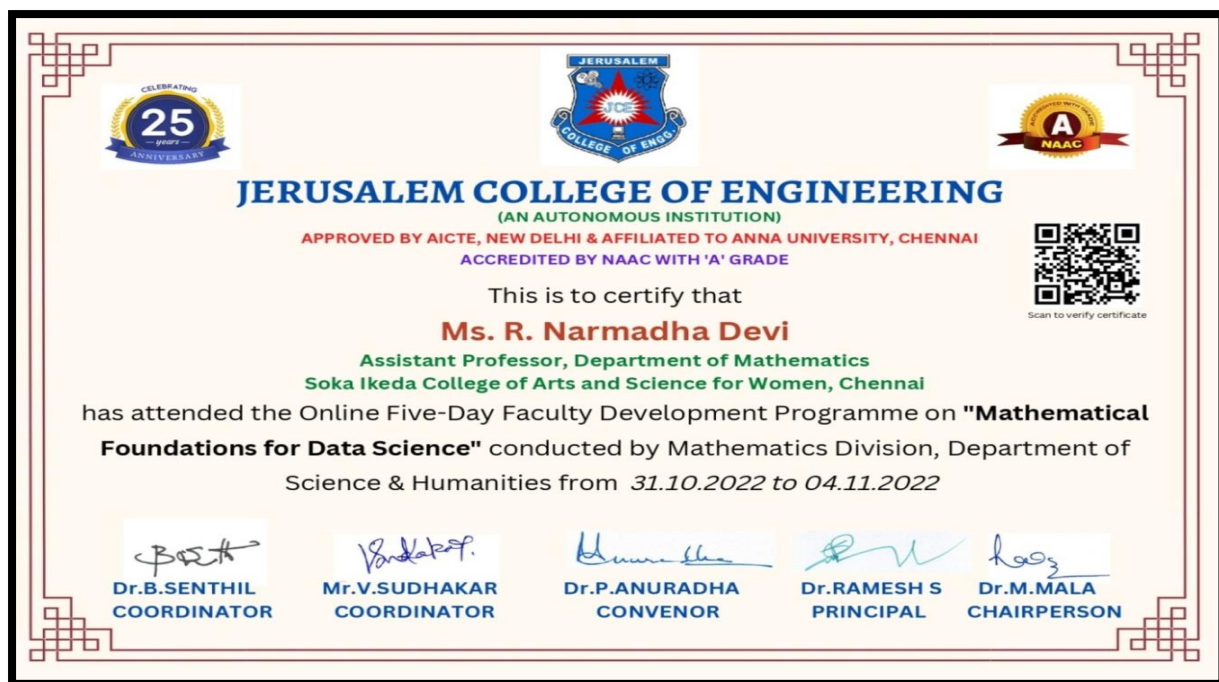 CELEBRATING
25
years
ANNIVERSARY
JERUSALEM
JCE
COLLEGE OF ENGG.
ACCREDITED WITH GRADE
A
NAAC
JERUSALEM COLLEGE OF ENGINEERING
(AN AUTONOMOUS INSTITUTION)
APPROVED BY AICTE, NEW DELHI & AFFILIATED TO ANNA UNIVERSITY, CHENNAI
ACCREDITED BY NAAC WITH 'A' GRADE
Scan to verify certificate
This is to certify that
Ms. R. Narmadha Devi
Assistant Professor, Department of Mathematics
Soka Ikeda College of Arts and Science for Women, Chennai
has attended the Online Five-Day Faculty Development Programme on "Mathematical
Foundations for Data Science" conducted by Mathematics Division, Department of
Science & Humanities from 31.10.2022 to 04.11.2022
Dr.B.SENTHIL Mr.V.SUDHAKAR Dr.P.ANURADHA Dr.RAMESH S Dr.M.MALA
COORDINATOR COORDINATOR CONVENOR PRINCIPAL CHAIRPERSON